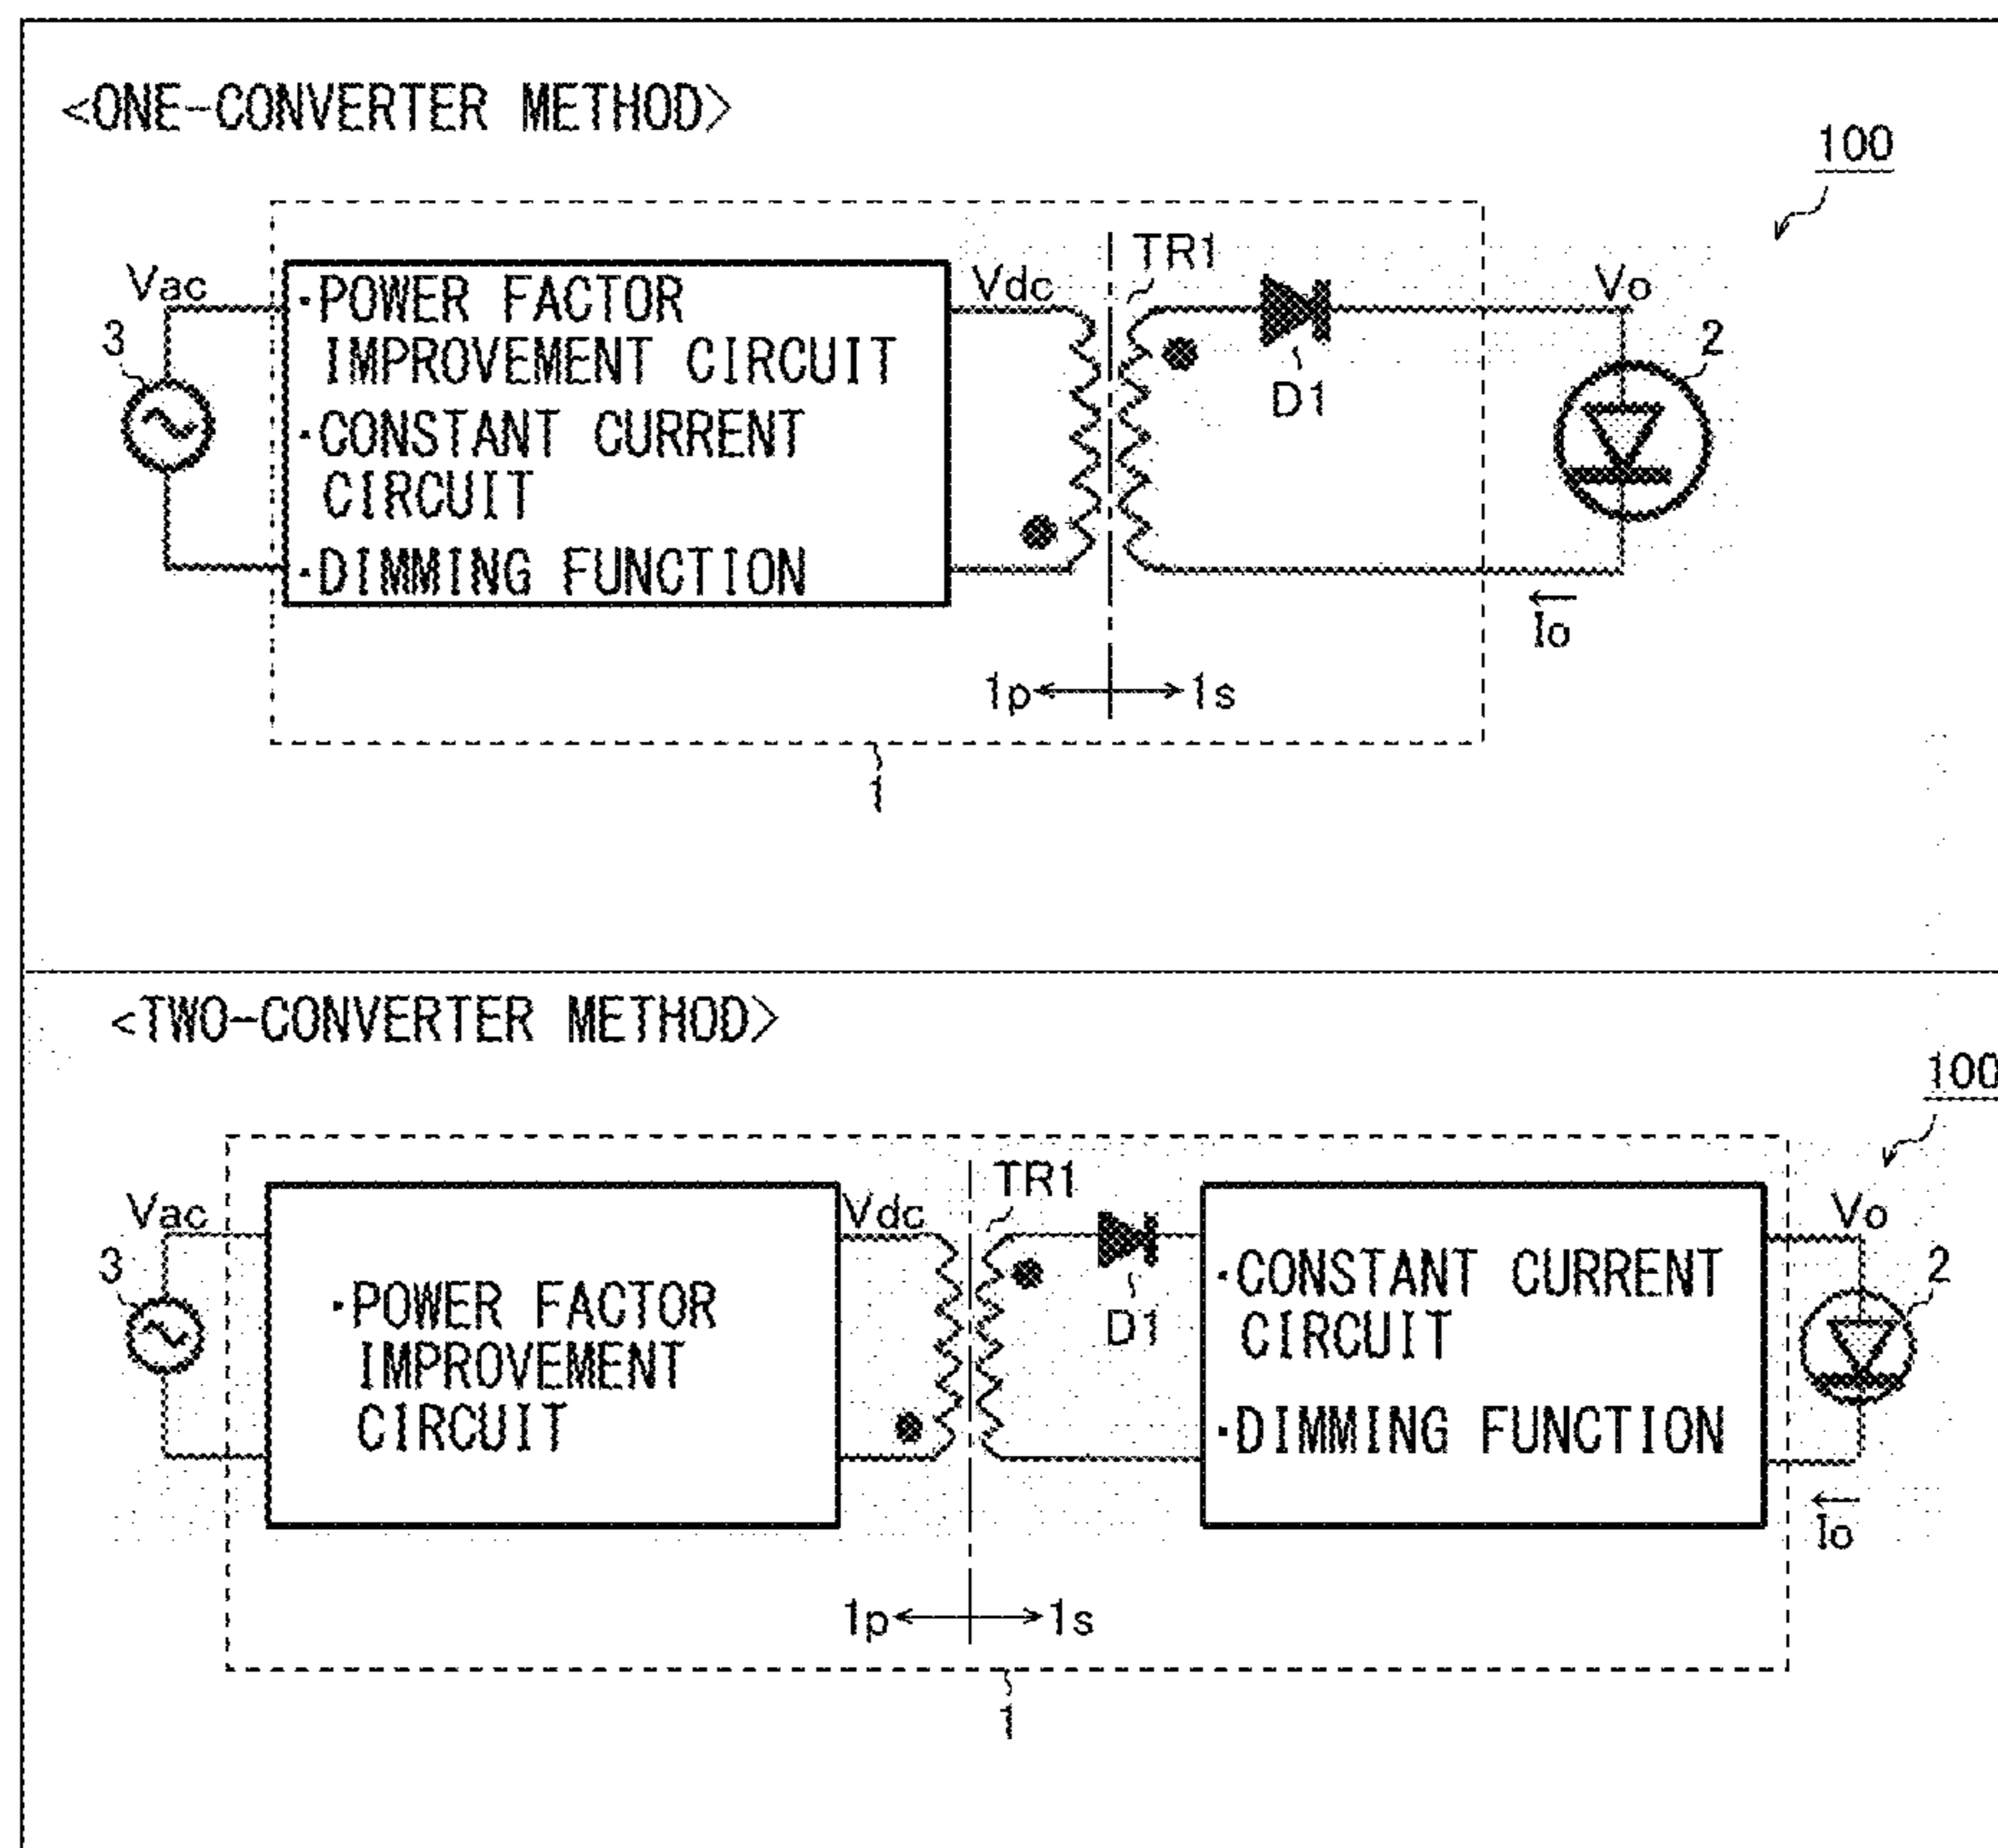 <ONE-CONVERTER METHOD>
100
Vac
3
·POWER FACTOR
IMPROVEMENT CIRCUIT
·CONSTANT CURRENT
CIRCUIT
·DIMMING FUNCTION
Vdc
TR1
D1
Vo
2
Io
1p
1s
1
<TWO-CONVERTER METHOD>
100
Vac
3
·POWER FACTOR
IMPROVEMENT
CIRCUIT
Vdc
TR1
D1
·CONSTANT CURRENT
CIRCUIT
·DIMMING FUNCTION
Vo
2
Io
1p
1s
1